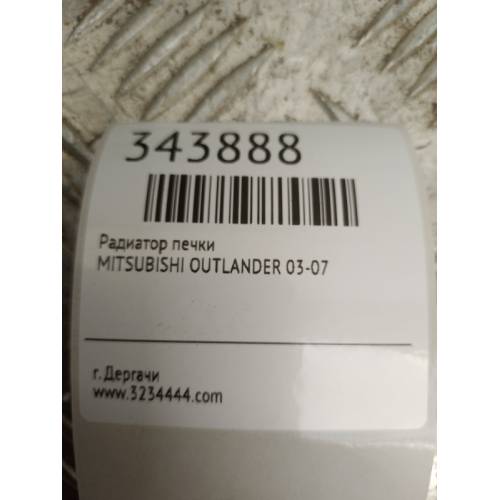 343888
Радиатор печки
MITSUBISHI OUTLANDER 03-07
г. Дергачи
www.3234444.com